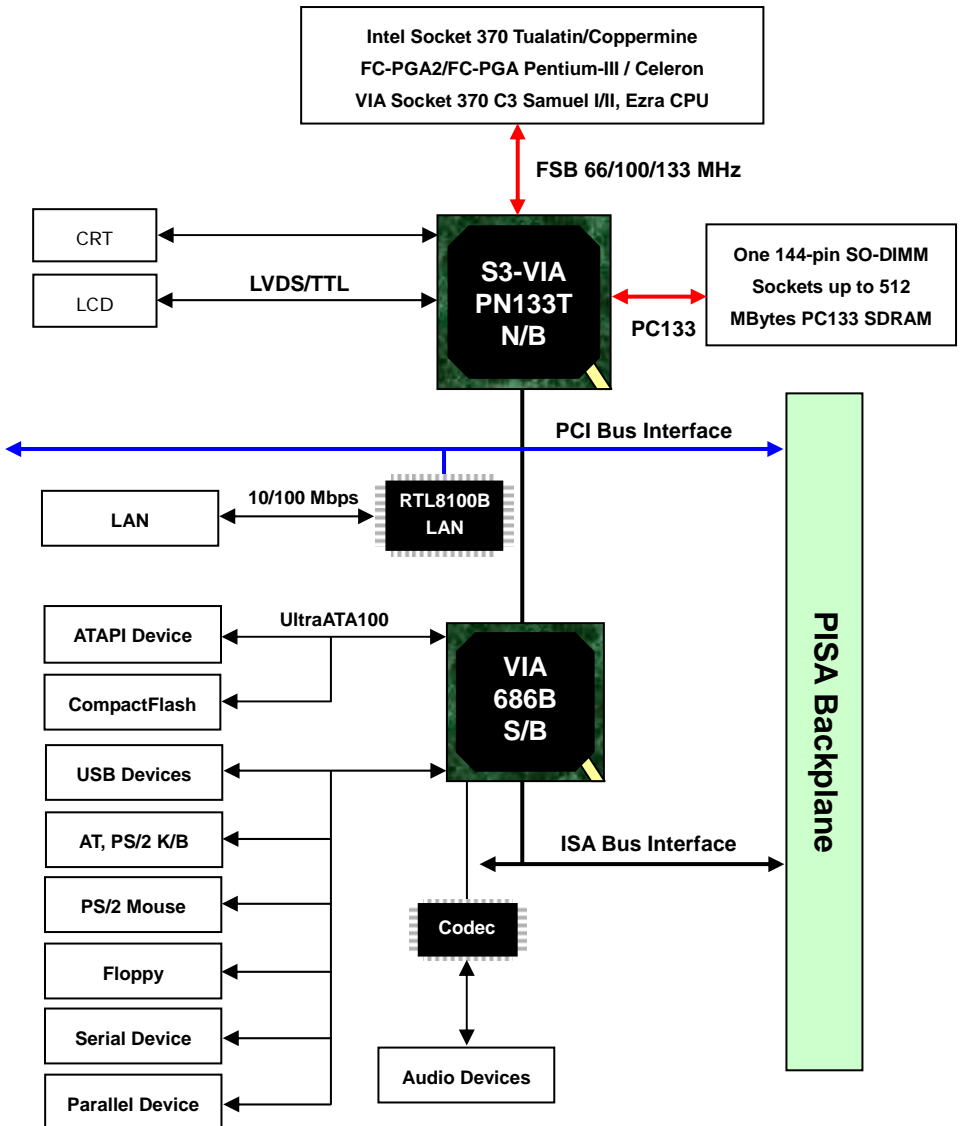 Intel Socket 370 Tualatin/Coppermine
FC-PGA2/FC-PGA Pentium-III / Celeron
VIA Socket 370 C3 Samuel I/II, Ezra CPU
FSB 66/100/133 MHz
CRT
LCD
LVDS/TTL
S3-VIA
PN133T
N/B
PC133
One 144-pin SO-DIMM
Sockets up to 512
MBytes PC133 SDRAM
PCI Bus Interface
LAN
10/100 Mbps
RTL8100B
LAN
PISA Backplane
ATAPI Device
UltraATA100
CompactFlash
VIA
686B
S/B
USB Devices
AT, PS/2 K/B
ISA Bus Interface
PS/2 Mouse
Codec
Floppy
Serial Device
Audio Devices
Parallel Device